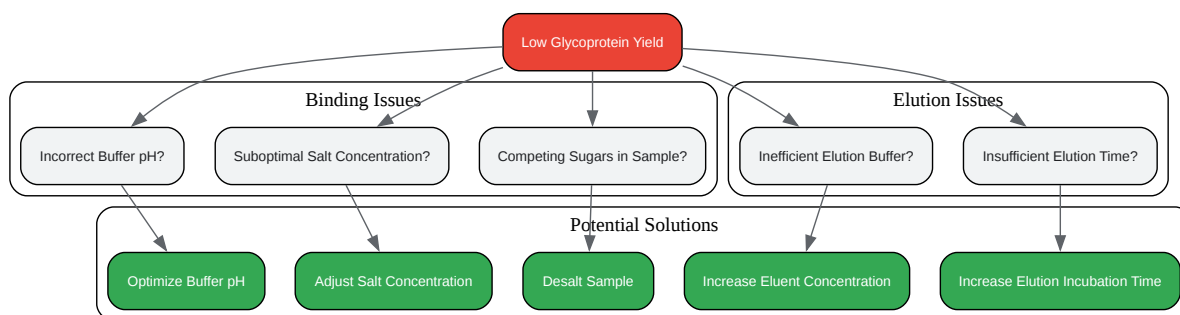 Low Glycoprotein Yield
Binding Issues
Elution Issues
Incorrect Buffer pH?
Suboptimal Salt Concentration?
Competing Sugars in Sample?
Inefficient Elution Buffer?
Insufficient Elution Time?
Potential Solutions
Optimize Buffer pH
Adjust Salt Concentration
Desalt Sample
Increase Eluent Concentration
Increase Elution Incubation Time